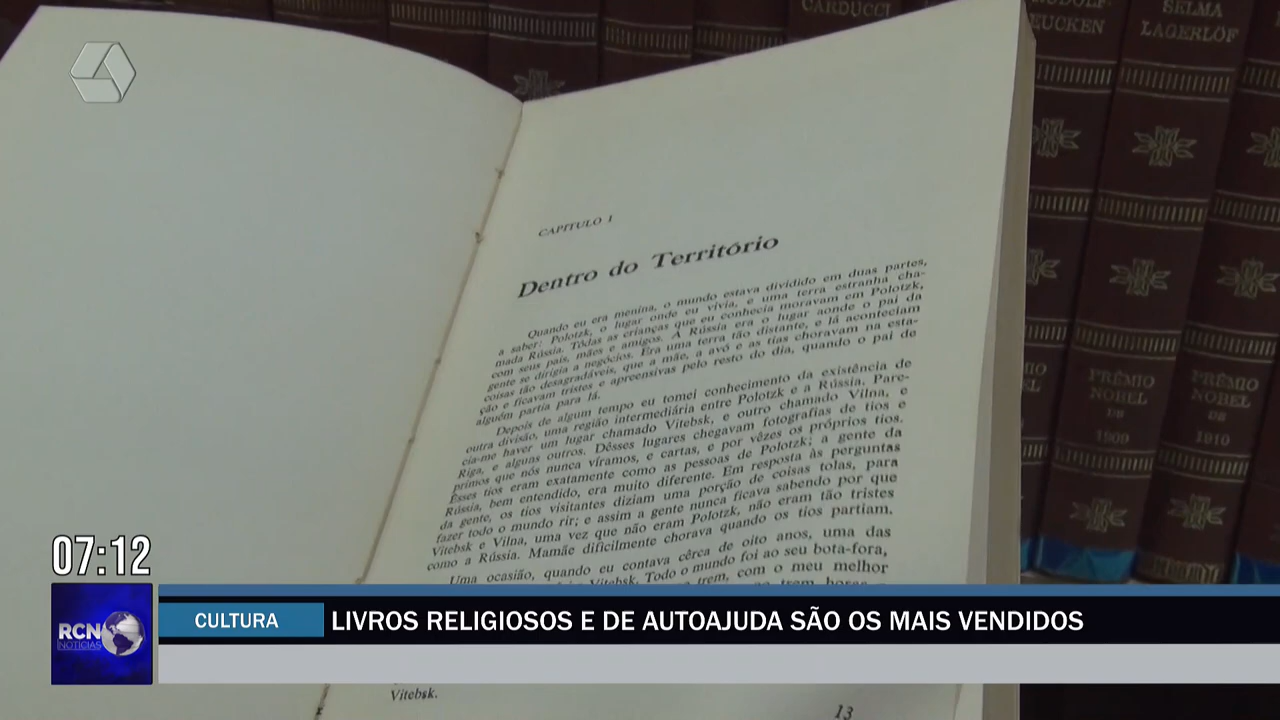 CARDUCCI
RUDOLF
EUCKEN
SELMA
LAGERLÖF
CAPÍTULO I
Dentro do Território
Quando eu era menina, o mundo estava dividido em duas partes,
a saber: Polotzk, o lugar onde eu vivia, e uma terra estranha cha-
mada Rússia. Tôdas as crianças que eu conhecia moravam em Polotzk,
com seus pais, mães e amigos. A Rússia era o lugar aonde o pai da
gente se dirigia a negócios. Era uma terra tão distante, e lá aconteciam
coisas tão desagradáveis, que a mãe, a avó e as tias choravam na esta-
ção e ficavam tristes e apreensivas pelo resto do dia, quando o pai de
alguém partia para lá.
Depois de algum tempo eu tomei conhecimento da existência de
outra divisão, uma região intermediária entre Polotzk e a Rússia. Pare-
cia-me haver um lugar chamado Vitebsk, e outro chamado Vilna, e
Riga, e alguns outros. Dêsses lugares chegavam fotografias de tios e
primos que nós nunca víramos, e cartas, e por vêzes os próprios tios.
Êsses tios eram exatamente como as pessoas de Polotzk; a gente da
Rússia, bem entendido, era muito diferente. Em resposta às perguntas
da gente, os tios visitantes diziam uma porção de coisas tolas, para
fazer todo o mundo rir; e assim a gente nunca ficava sabendo por que
Vitebsk e Vilna, uma vez que não eram Polotzk, não eram tão tristes
como a Rússia. Mamãe dificilmente chorava quando os tios partiam.
Uma ocasião, quando eu contava cêrca de oito anos, uma das
Vitebsk. Todo o mundo foi ao seu bota-fora,
trem, com o meu melhor
Vitebsk.
13
PRÊMIO
NOBEL
DE
1909
PRÊMIO
NOBEL
DE
1910
07:12
RCN
NOTÍCIAS
CULTURA
LIVROS RELIGIOSOS E DE AUTOAJUDA SÃO OS MAIS VENDIDOS